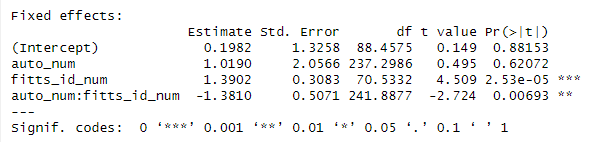 Fixed effects:
Estimate Std. Error df t value Pr(>|t|)
(Intercept) 0.1982 1.3258 88.4575 0.149 0.88153
auto_num 1.0190 2.0566 237.2986 0.495 0.62072
fitts_id_num 1.3902 0.3083 70.5332 4.509 2.53e-05 ***
auto_num:fitts_id_num -1.3810 0.5071 241.8877 -2.724 0.00693 **
---
Signif. codes: 0 ‘***’ 0.001 ‘**’ 0.01 ‘*’ 0.05 ‘.’ 0.1 ‘ ’ 1